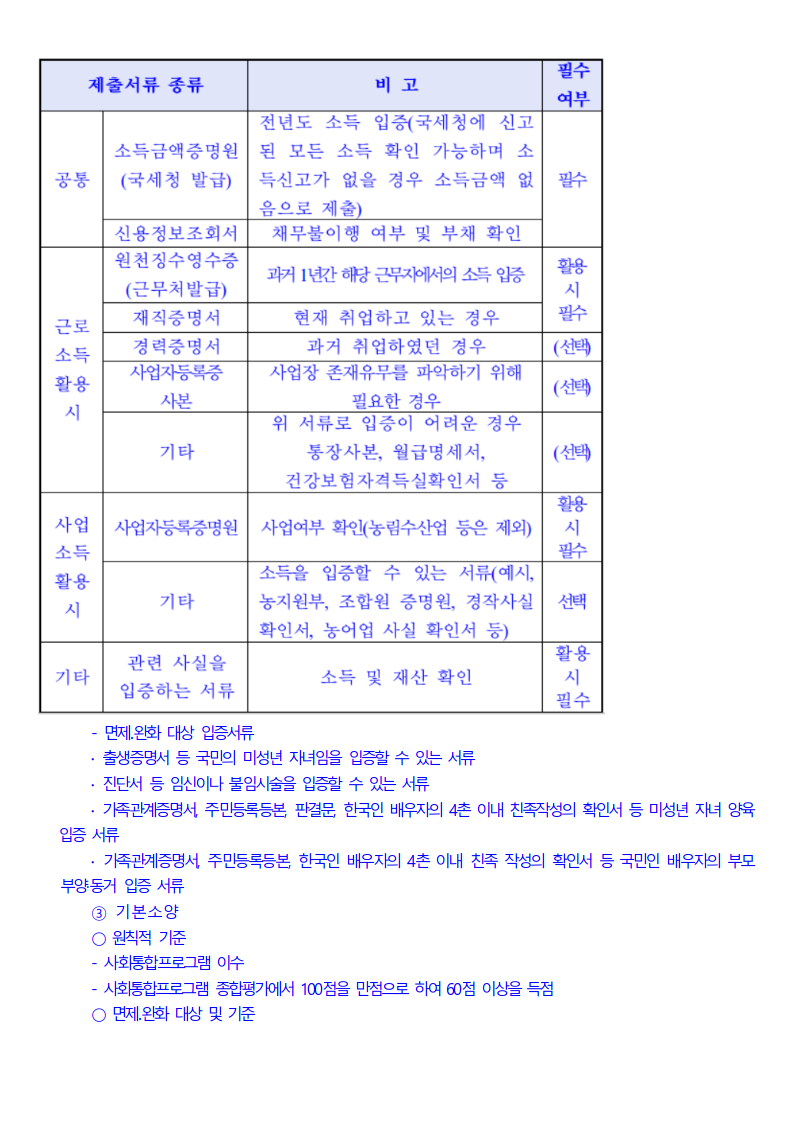 제출서류 종류 비 고 필수
여부
공통 소득금액증명원
(국세청 발급) 전년도 소득 입증(국세청에 신고
된 모든 소득 확인 가능하며 소
득신고가 없을 경우 소득금액 없
음으로 제출) 필수
신용정보조회서 채무불이행 여부 및 부채 확인
근로
소득
활용
시 원천징수영수증
(근무처발급) 과거 1년간 해당 근무지에서의 소득 입증 활용
시
필수
재직증명서 현재 취업하고 있는 경우
경력증명서 과거 취업하였던 경우 (선택)
사업자등록증
사본 사업장 존재유무를 파악하기 위해
필요한 경우 (선택)
기타 위 서류로 입증이 어려운 경우
통장사본, 월급명세서,
건강보험자격득실확인서 등 (선택)
사업
소득
활용
시 사업자등록증명원 사업여부 확인(농림수산업 등은 제외) 활용
시
필수
기타 소득을 입증할 수 있는 서류(예시,
농지원부, 조합원 증명원, 경작사실
확인서, 농어업 사실 확인서 등) 선택
기타 관련 사실을
입증하는 서류 소득 및 재산 확인 활용
시
필수
- 면제.완화 대상 입증서류
· 출생증명서 등 국민의 미성년 자녀임을 입증할 수 있는 서류
· 진단서 등 임신이나 불임시술을 입증할 수 있는 서류
· 가족관계증명서, 주민등록등본, 판결문, 한국인 배우자의 4촌 이내 친족작성의 확인서 등 미성년 자녀 양육
입증 서류
· 가족관계증명서, 주민등록등본, 한국인 배우자의 4촌 이내 친족 작성의 확인서 등 국민인 배우자의 부모
부양·동거 입증 서류
③ 기본소양
○ 원칙적 기준
- 사회통합프로그램 이수
- 사회통합프로그램 종합평가에서 100점을 만점으로 하여 60점 이상을 득점
○ 면제.완화 대상 및 기준